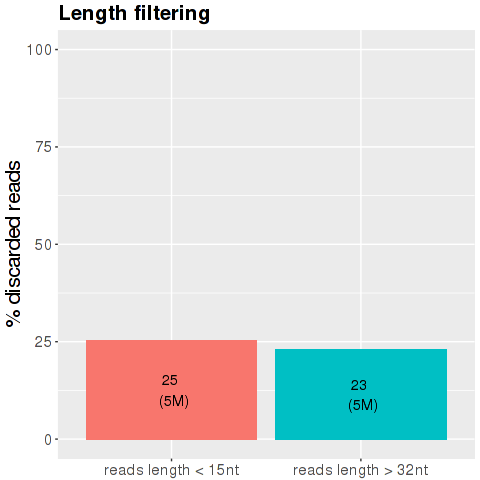 Length filtering
% discarded reads
100
75
50
25
0
25
(5M)
23
(5M)
reads length < 15nt
reads length > 32nt